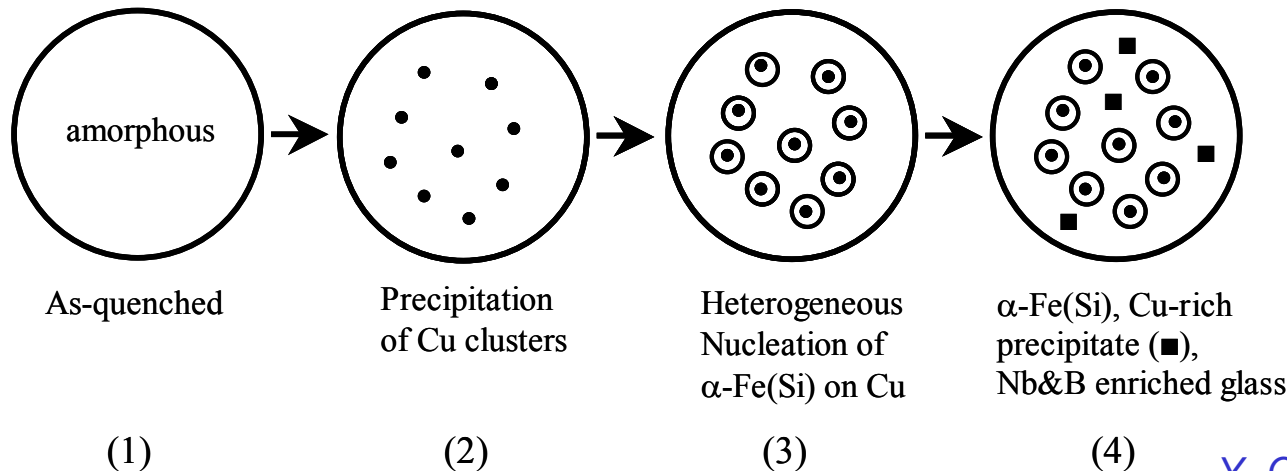 amorphous
As-quenched
Precipitation
of Cu clusters
Heterogeneous
Nucleation of
α-Fe(Si) on Cu
α-Fe(Si), Cu-rich
precipitate (■),
Nb&B enriched glass
(1)
(2)
(3)
(4)